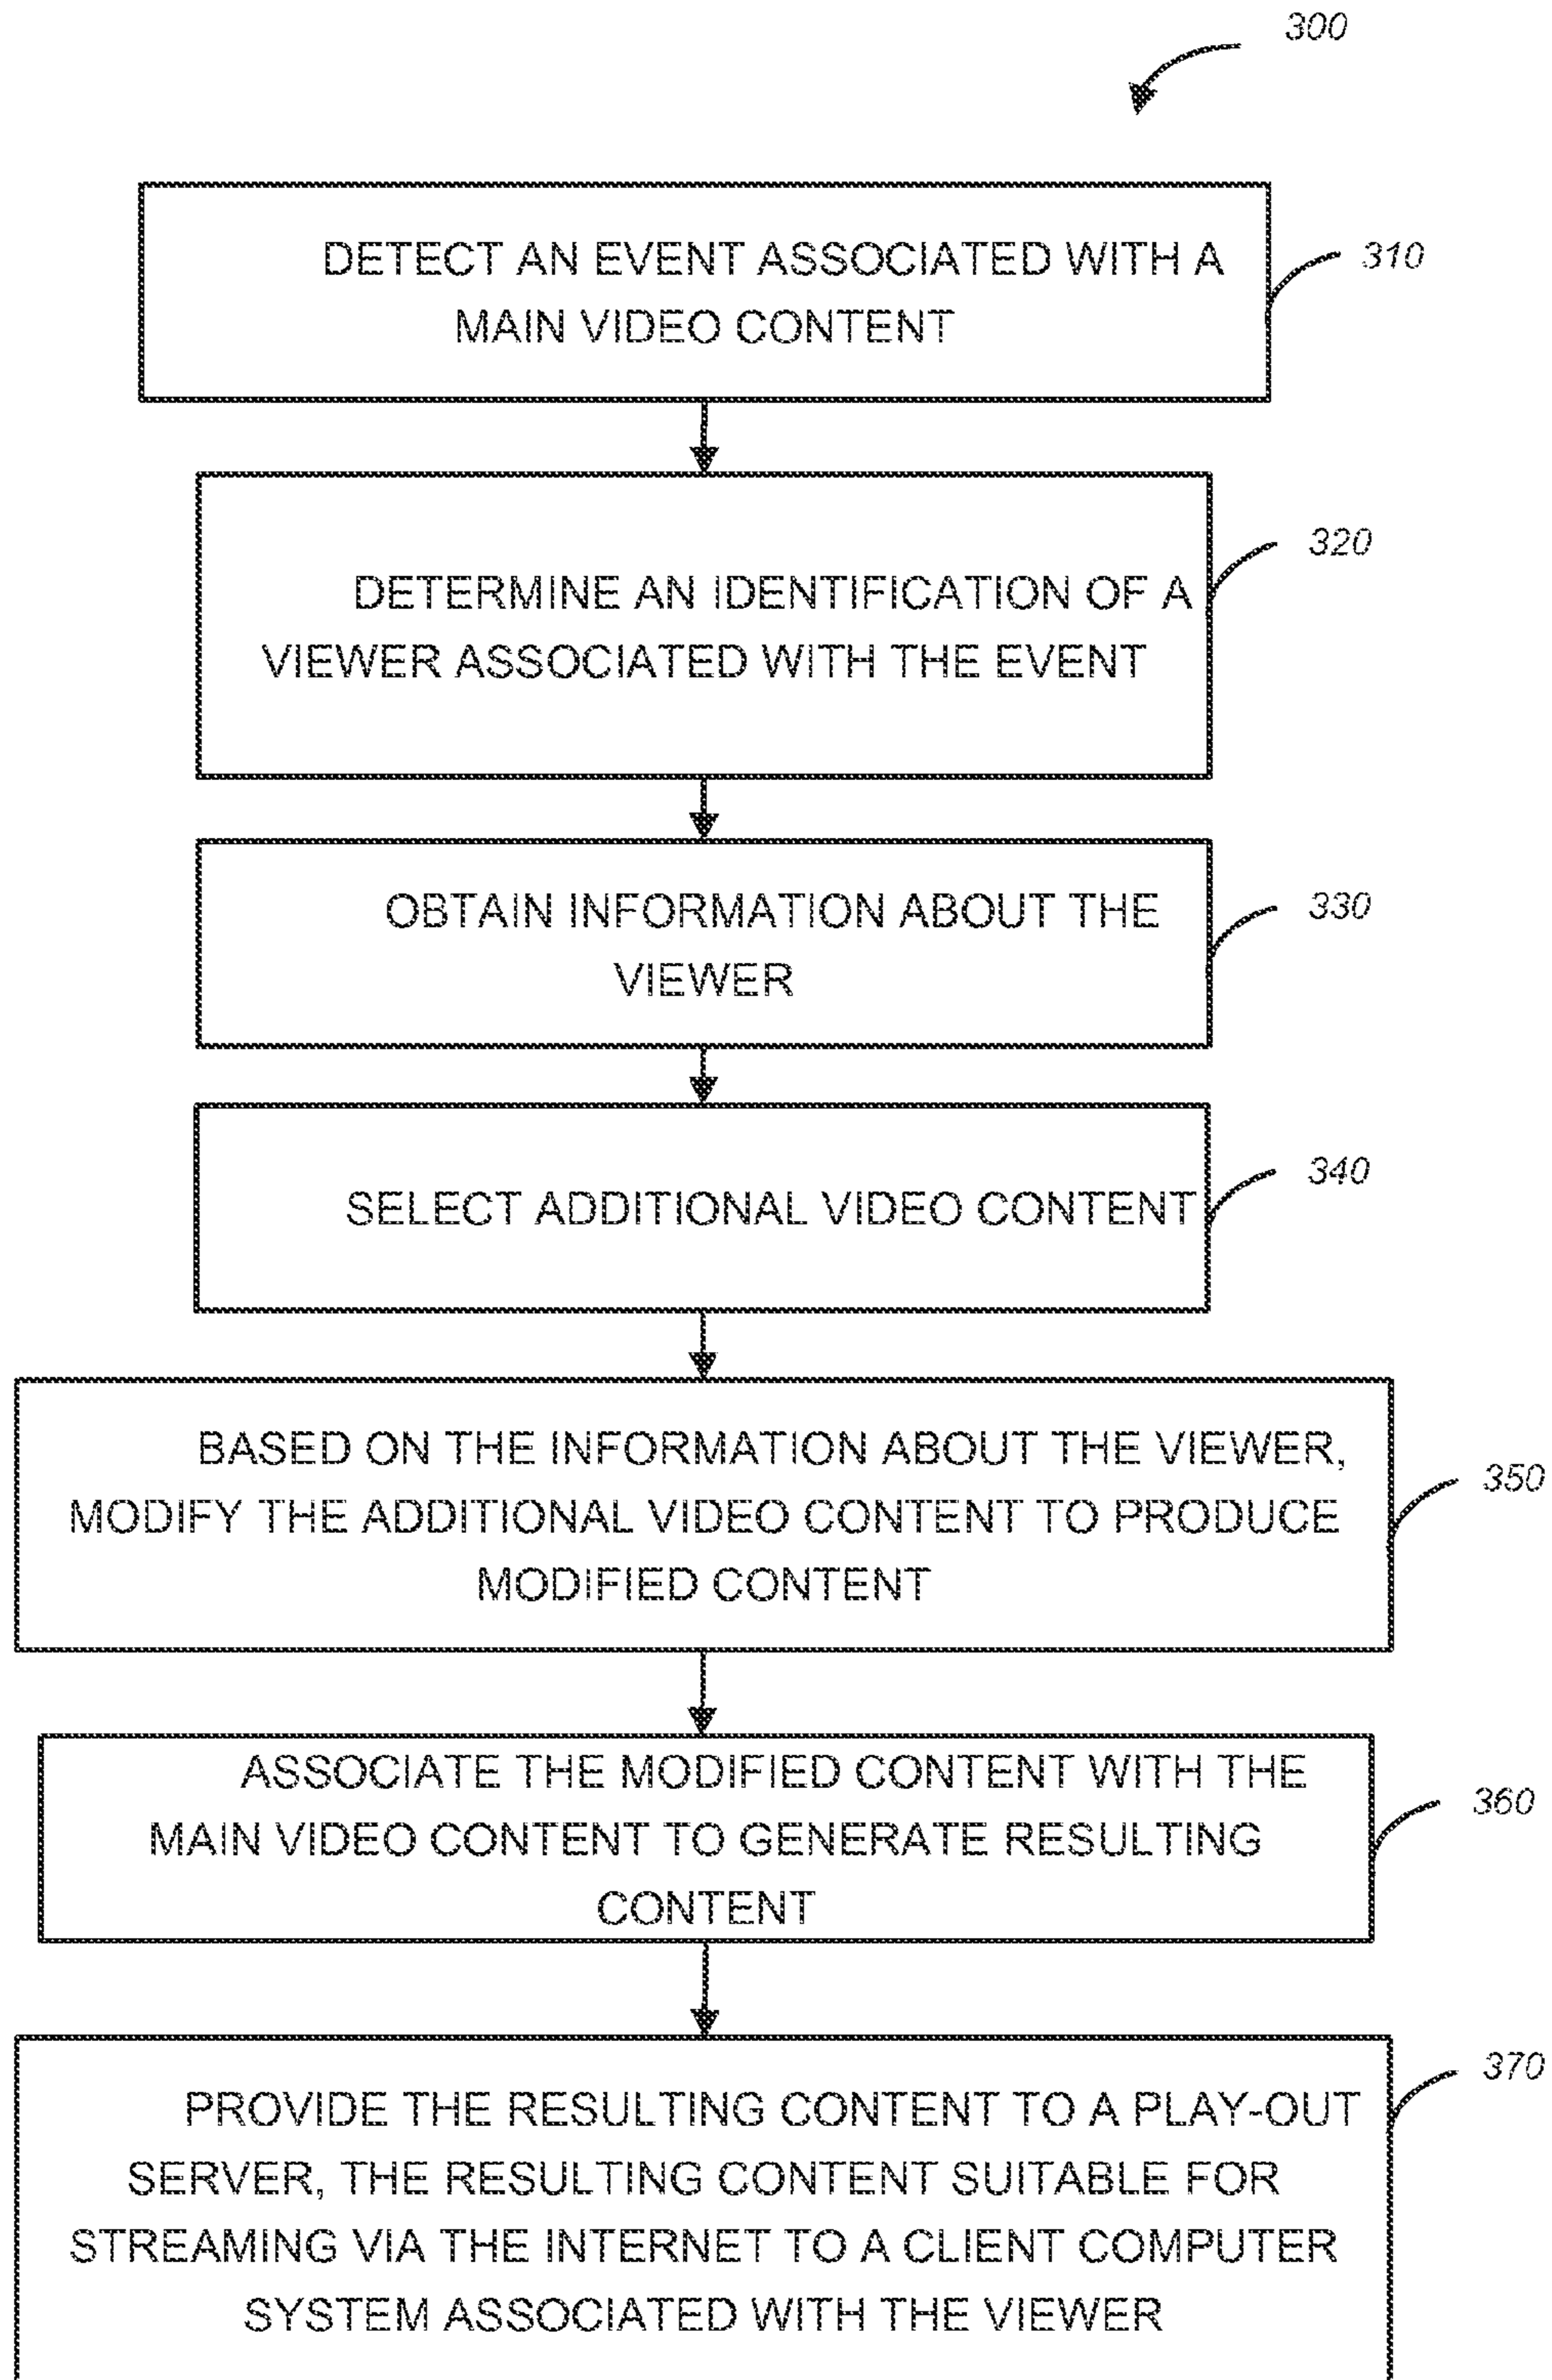 300
DETECT AN EVENT ASSOCIATED WITH A
MAIN VIDEO CONTENT
310
DETERMINE AN IDENTIFICATION OF A
VIEWER ASSOCIATED WITH THE EVENT
320
OBTAIN INFORMATION ABOUT THE
VIEWER
330
SELECT ADDITIONAL VIDEO CONTENT
340
BASED ON THE INFORMATION ABOUT THE VIEWER,
MODIFY THE ADDITIONAL VIDEO CONTENT TO PRODUCE
MODIFIED CONTENT
350
ASSOCIATE THE MODIFIED CONTENT WITH THE
MAIN VIDEO CONTENT TO GENERATE RESULTING
CONTENT
360
PROVIDE THE RESULTING CONTENT TO A PLAY-OUT
SERVER, THE RESULTING CONTENT SUITABLE FOR
STREAMING VIA THE INTERNET TO A CLIENT COMPUTER
SYSTEM ASSOCIATED WITH THE VIEWER
370